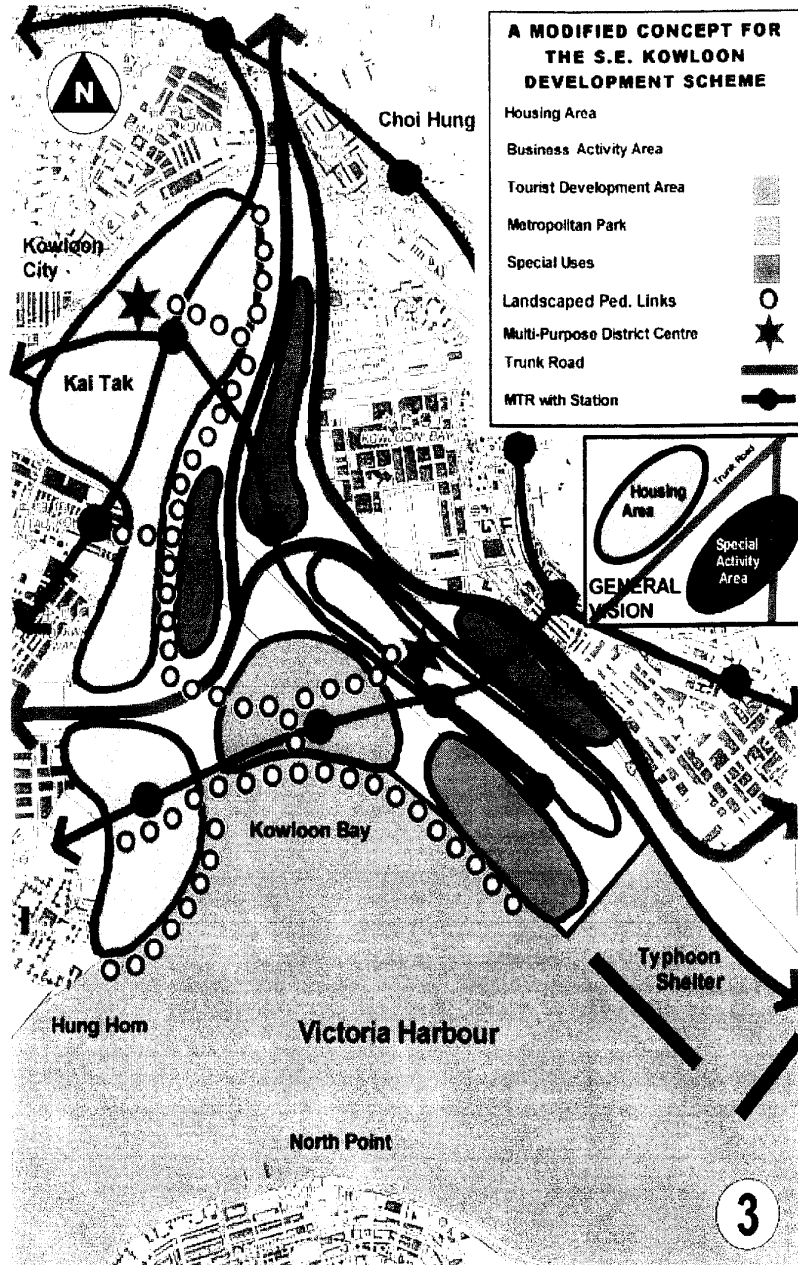 A MODIFIED CONCEPT FOR
THE S.E. KOWLOON
DEVELOPMENT SCHEME
Housing Area
Business Activity Area
Tourist Development Area
Metropolitan Park
Special Uses
Landscaped Ped. Links
Multi-Purpose District Centre
Trunk Road
MTR with Station
N
Choi Hung
Kowloon
City
Kai Tak
KOWLOON BAY
Housing
Area
Trunk Road
Special
Activity
Area
GENERAL
VISION
Kowloon Bay
Typhoon
Shelter
Hung Hom
Victoria Harbour
North Point
3